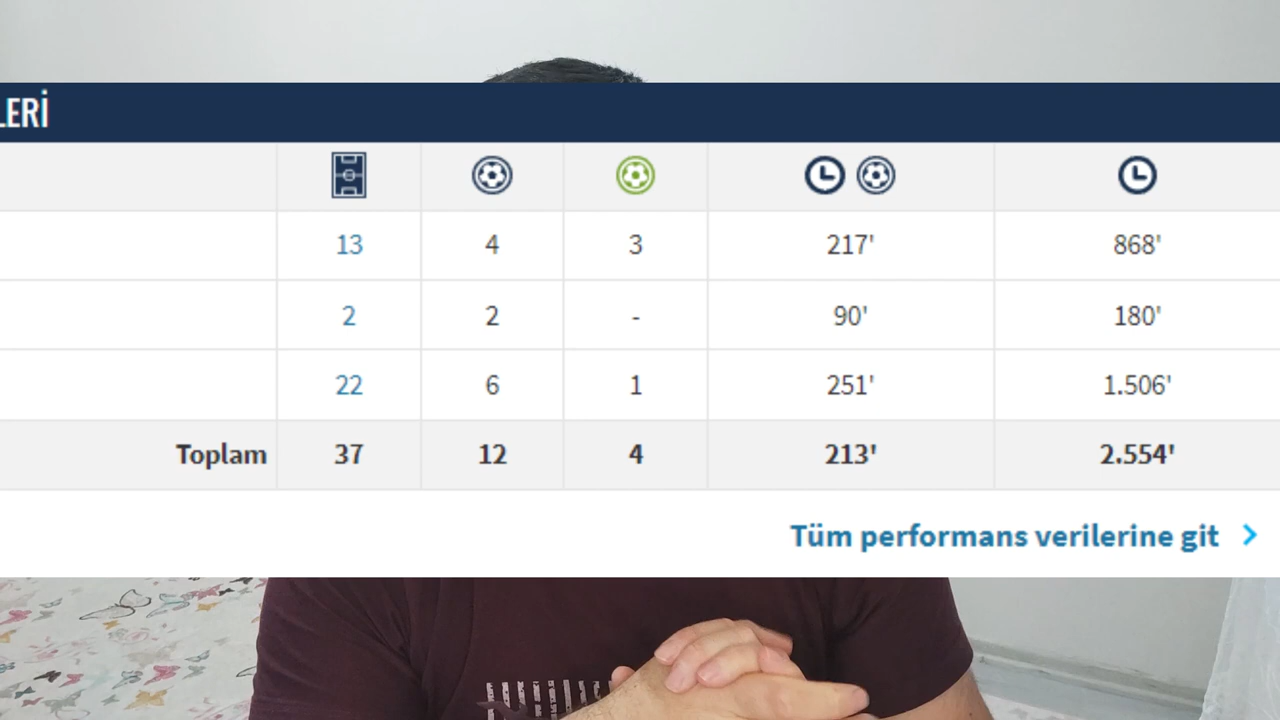 LERİ
13 4 3 217' 868'
2 2 - 90' 180'
22 6 1 251' 1.506'
Toplam 37 12 4 213' 2.554'
Tüm performans verilerine git